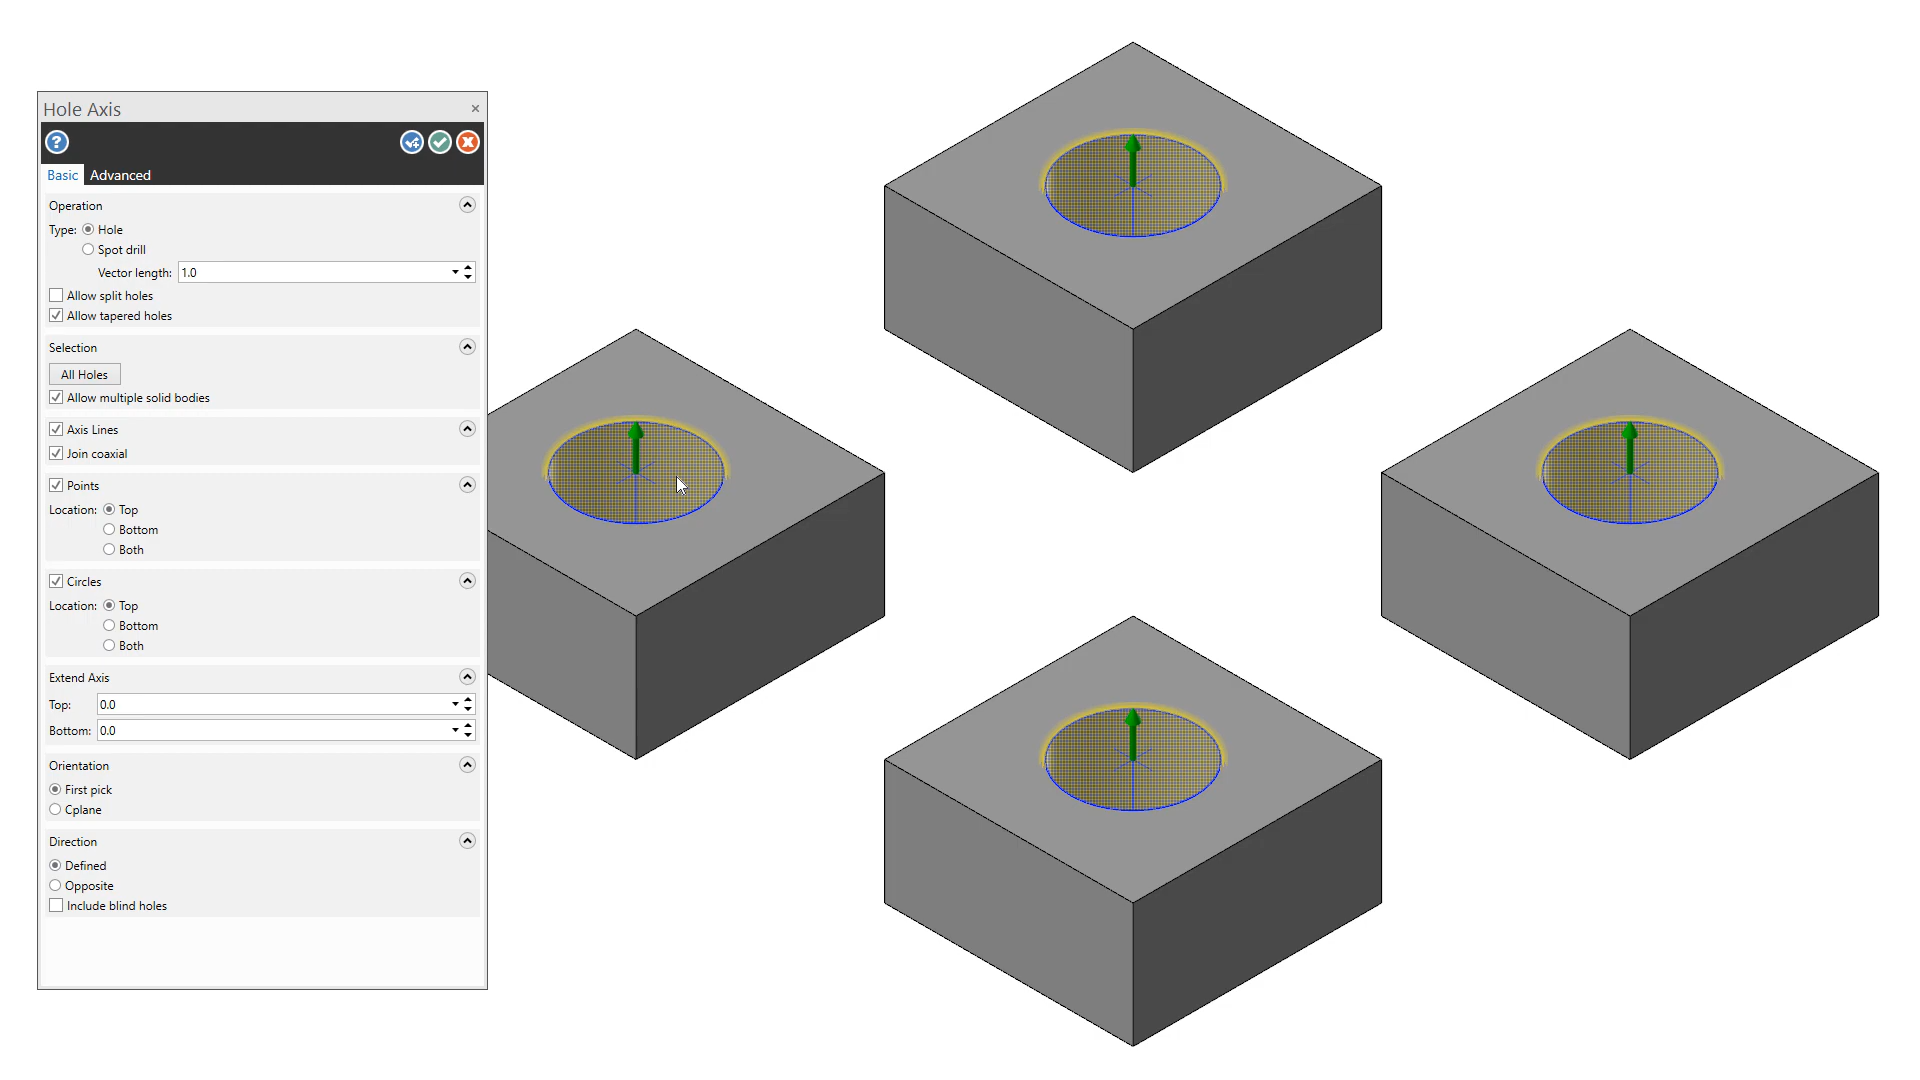 Hole Axis
Basic Advanced
Operation
Type: Hole
Spot drill
Vector length: 1.0
Allow split holes
Allow tapered holes
Selection
All Holes
Allow multiple solid bodies
Axis Lines
Join coaxial
Points
Location: Top
Bottom
Both
Circles
Location: Top
Bottom
Both
Extend Axis
Top: 0.0
Bottom: 0.0
Orientation
First pick
Cplane
Direction
Defined
Opposite
Include blind holes